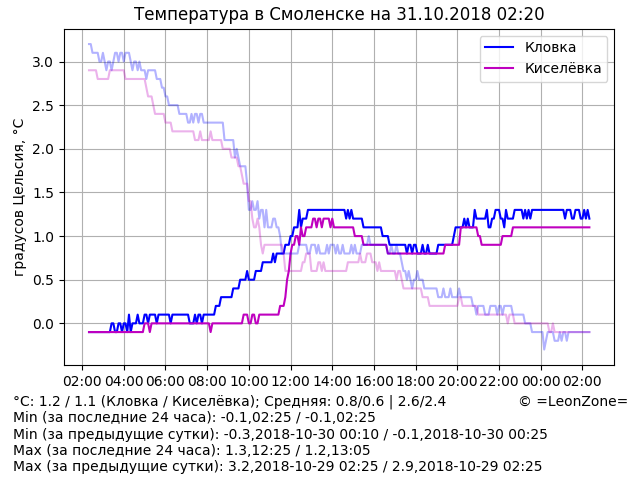 Температура в Смоленске на 31.10.2018 02:20
Кловка
Киселёвка
градусов Цельсия, °C
3.0
2.5
2.0
1.5
1.0
0.5
0.0
02:00 04:00 06:00 08:00 10:00 12:00 14:00 16:00 18:00 20:00 22:00 00:00 02:00
°C: 1.2 / 1.1 (Кловка / Киселёвка); Средняя: 0.8/0.6 | 2.6/2.4 © =LeonZone=
Min (за последние 24 часа): -0.1,02:25 / -0.1,02:25
Min (за предыдущие сутки): -0.3,2018-10-30 00:10 / -0.1,2018-10-30 00:25
Max (за последние 24 часа): 1.3,12:25 / 1.2,13:05
Max (за предыдущие сутки): 3.2,2018-10-29 02:25 / 2.9,2018-10-29 02:25